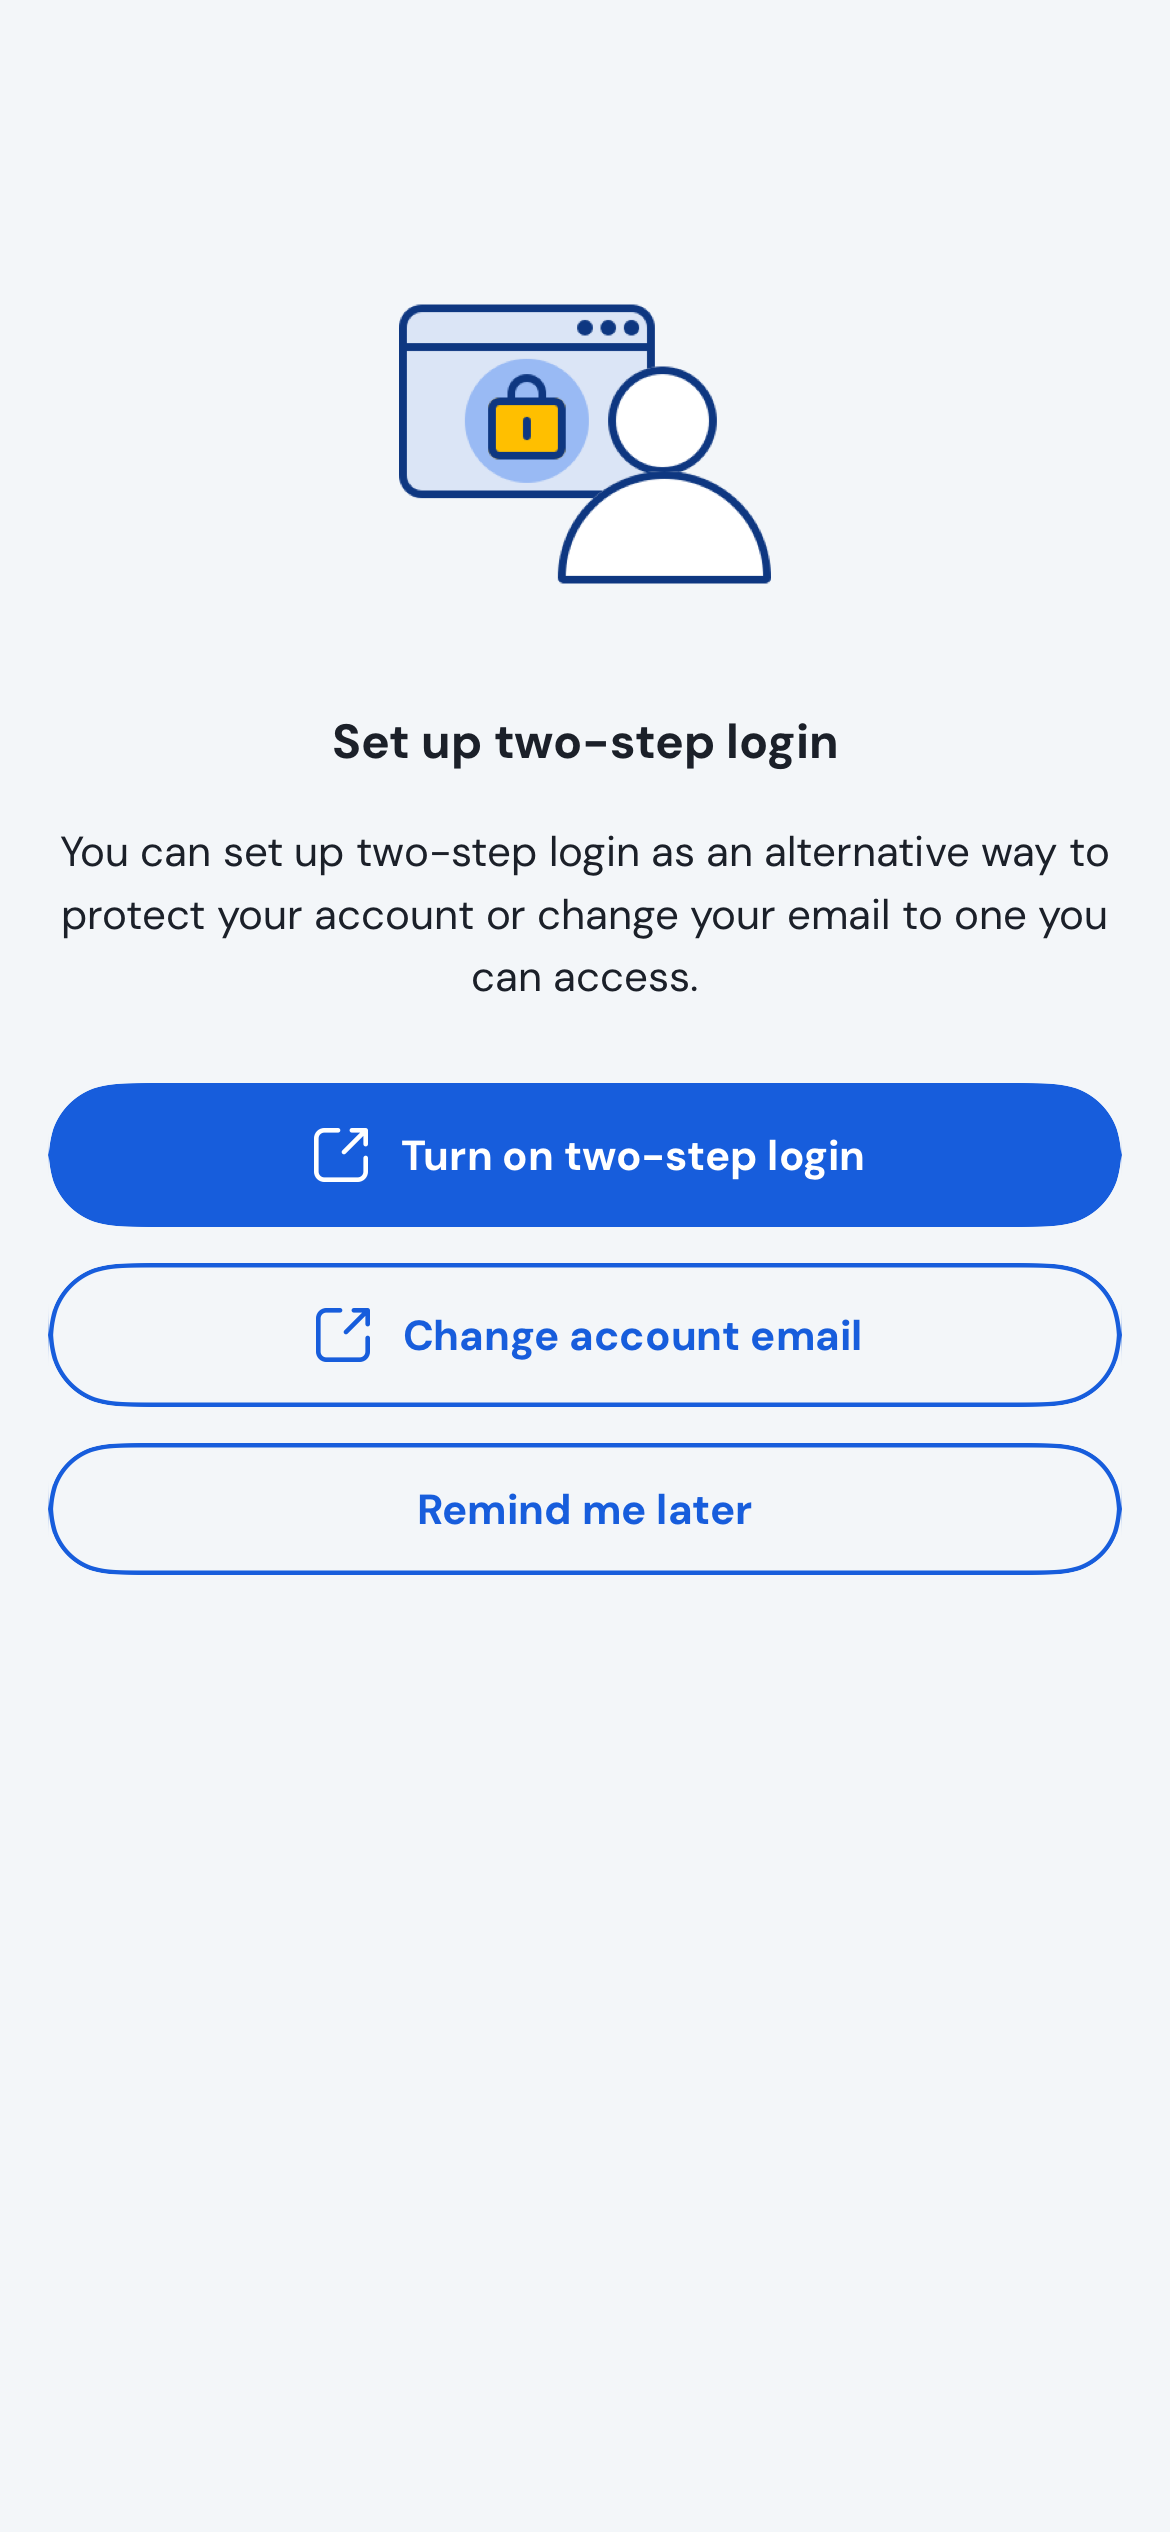 Set up two-step login
You can set up two-step login as an alternative way to
protect your account or change your email to one you
can access.
Turn on two-step login
Change account email
Remind me later